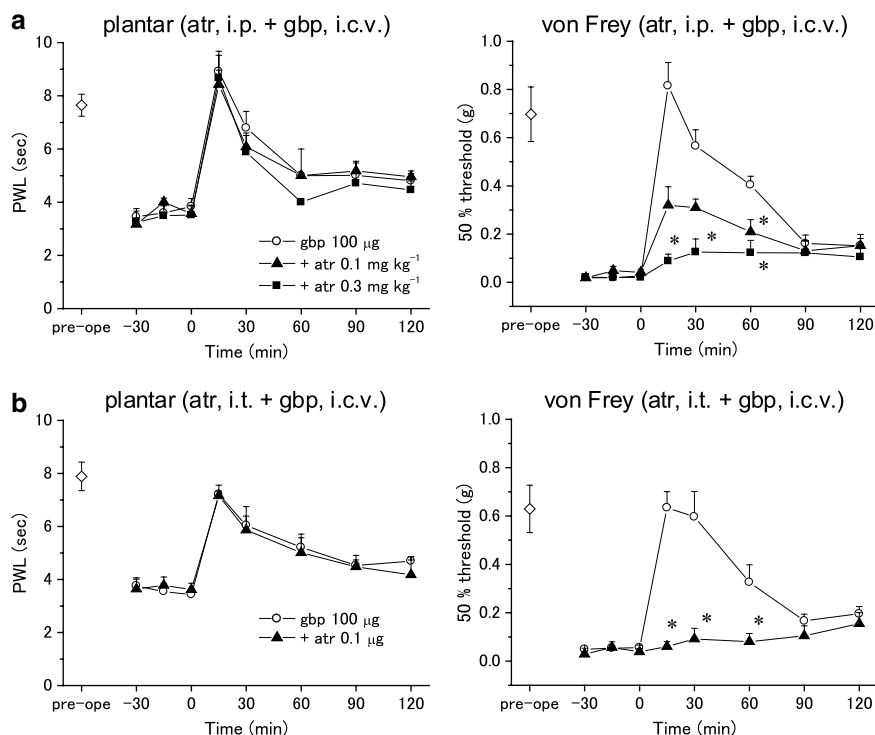 a
plantar (atr, i.p. + gbp, i.c.v.)
10
8
6
4
2
0
PWL (sec)
gbp 100 μg
+ atr 0.1 mg kg⁻¹
+ atr 0.3 mg kg⁻¹
pre-ope −30 0 30 60 90 120
Time (min)
von Frey (atr, i.p. + gbp, i.c.v.)
1.0
0.8
0.6
0.4
0.2
0.0
50 % threshold (g)
*
* *
*
pre-ope −30 0 30 60 90 120
Time (min)
b
plantar (atr, i.t. + gbp, i.c.v.)
10
8
6
4
2
0
PWL (sec)
gbp 100 μg
+ atr 0.1 μg
pre-ope −30 0 30 60 90 120
Time (min)
von Frey (atr, i.t. + gbp, i.c.v.)
1.0
0.8
0.6
0.4
0.2
0.0
50 % threshold (g)
* * *
pre-ope −30 0 30 60 90 120
Time (min)